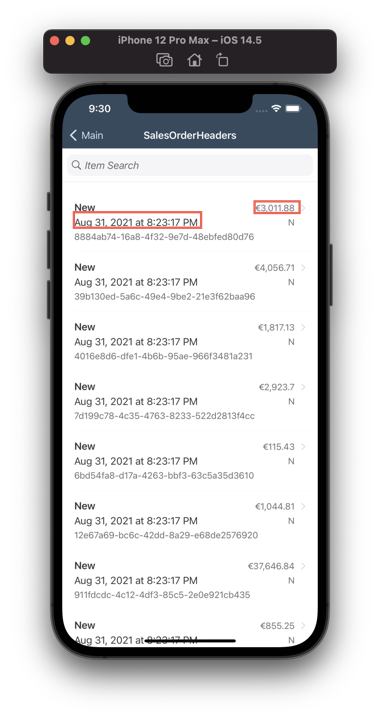 iPhone 12 Pro Max – iOS 14.5
9:30
Main
SalesOrderHeaders
Item Search
New €3,011.88
Aug 31, 2021 at 8:23:17 PM N
8884ab74-16a8-4f32-9e7d-48ebfed80d76
New €4,056.71
Aug 31, 2021 at 8:23:17 PM N
39b130ed-5a6c-49e4-9be2-21e3f62baa96
New €1,817.13
Aug 31, 2021 at 8:23:17 PM N
4016e8d6-dfe1-4b6b-95ae-966f3481a231
New €2,923.7
Aug 31, 2021 at 8:23:17 PM N
7d199c78-4c35-4763-8233-522d2813f4cc
New €115.43
Aug 31, 2021 at 8:23:17 PM N
6bd54fa8-d17a-4263-bbf3-63c5a35d3610
New €1,044.81
Aug 31, 2021 at 8:23:17 PM N
12e67a69-bc6c-42dd-8a29-e68de2576920
New €37,646.84
Aug 31, 2021 at 8:23:17 PM N
911fdcdc-4c12-4df3-85c5-2e0e921cb435
New €855.25
Aug 31, 2021 at 8:23:17 PM N